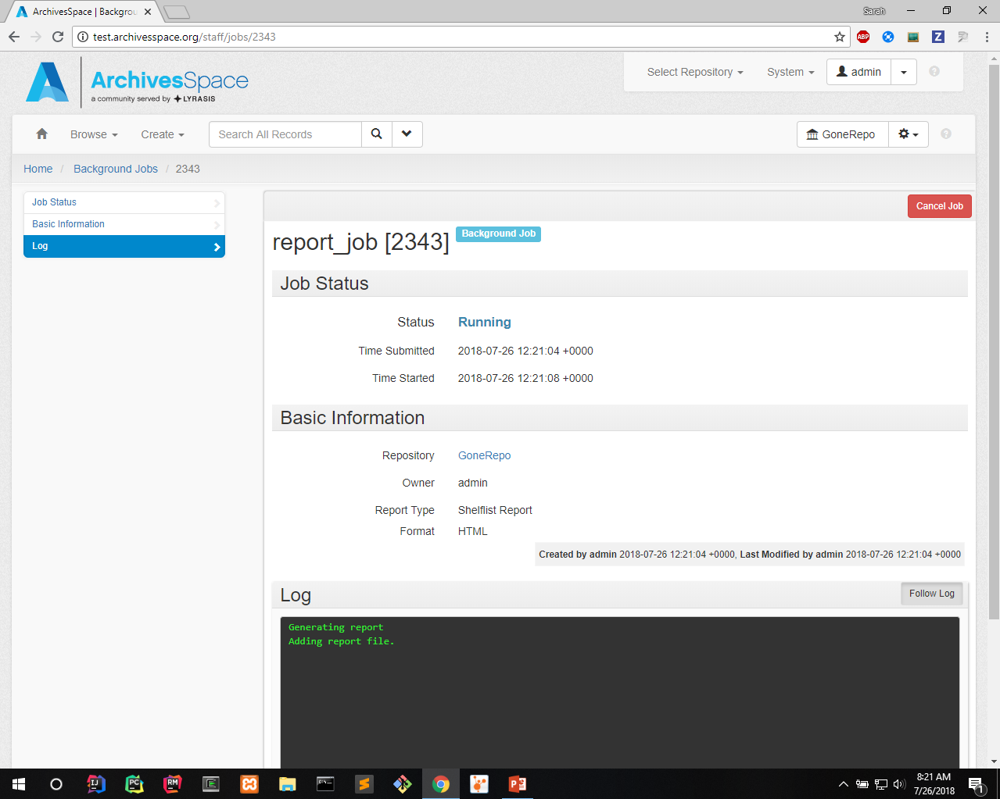 ArchivesSpace | Backgrou
Sarah
test.archivesspace.org/staff/jobs/2343
ABP
Z
ArchivesSpace
a community served by LYRASIS
Select Repository
System
admin
Browse
Create
Search All Records
GoneRepo
Home / Background Jobs / 2343
Job Status
Basic Information
Log
Cancel Job
report_job [2343] Background Job
Job Status
Status Running
Time Submitted 2018-07-26 12:21:04 +0000
Time Started 2018-07-26 12:21:08 +0000
Basic Information
Repository GoneRepo
Owner admin
Report Type Shelflist Report
Format HTML
Created by admin 2018-07-26 12:21:04 +0000, Last Modified by admin 2018-07-26 12:21:04 +0000
Log
Follow Log
Generating report
Adding report file.
IJ
PC
RM
8:21 AM
7/26/2018
1